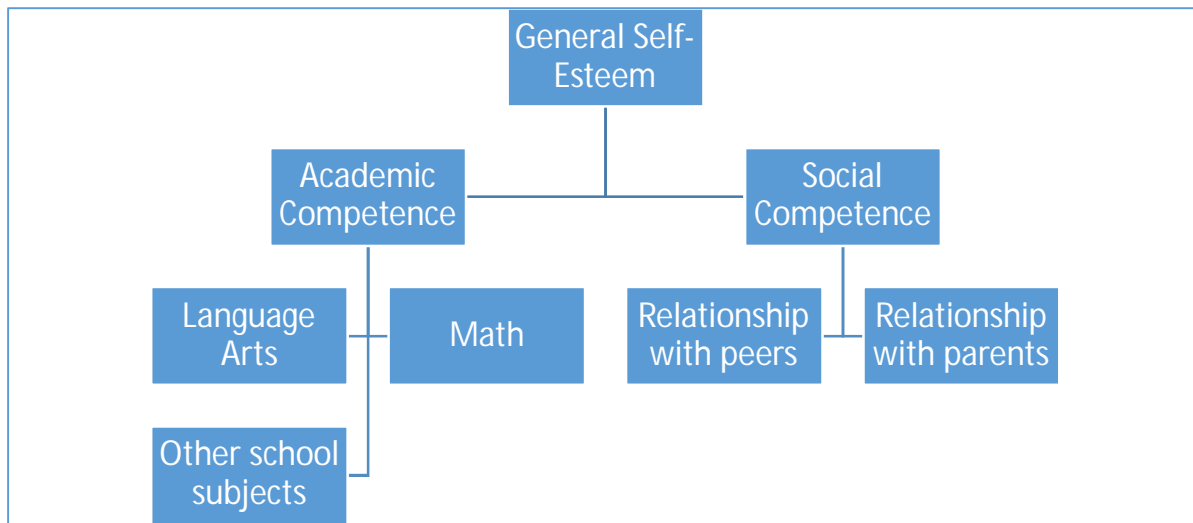 General Self-
Esteem
Academic
Competence
Social
Competence
Language
Arts
Math
Relationship
with peers
Relationship
with parents
Other school
subjects